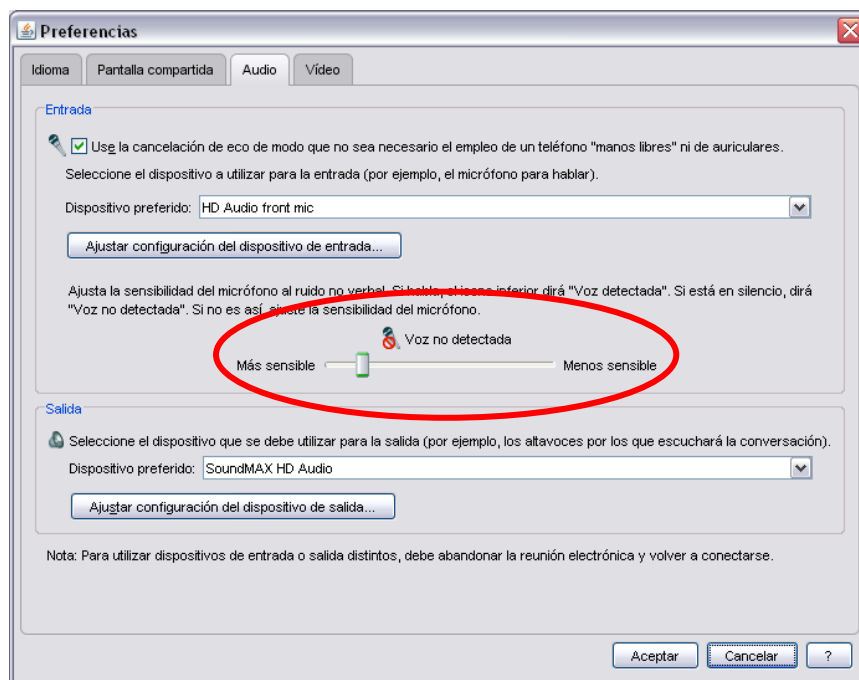 Preferencias
Idioma Pantalla compartida Audio Vídeo
Entrada
Use la cancelación de eco de modo que no sea necesario el empleo de un teléfono "manos libres" ni de auriculares.
Seleccione el dispositivo a utilizar para la entrada (por ejemplo, el micrófono para hablar).
Dispositivo preferido: HD Audio front mic
Ajustar configuración del dispositivo de entrada...
Ajusta la sensibilidad del micrófono al ruido no verbal. Si habla, el icono inferior dirá "Voz detectada". Si está en silencio, dirá
"Voz no detectada". Si no es así, ajuste la sensibilidad del micrófono.
Voz no detectada
Más sensible Menos sensible
Salida
Seleccione el dispositivo que se debe utilizar para la salida (por ejemplo, los altavoces por los que escuchará la conversación).
Dispositivo preferido: SoundMAX HD Audio
Ajustar configuración del dispositivo de salida...
Nota: Para utilizar dispositivos de entrada o salida distintos, debe abandonar la reunión electrónica y volver a conectarse.
Aceptar Cancelar ?